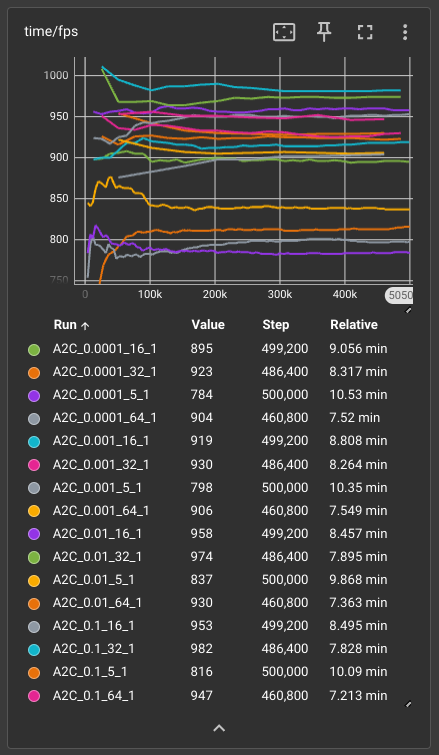 time/fps
1000
950
900
850
800
750
0 100k 200k 300k 400k 5050
Run Value Step Relative
A2C_0.0001_16_1 895 499,200 9.056 min
A2C_0.0001_32_1 923 486,400 8.317 min
A2C_0.0001_5_1 784 500,000 10.53 min
A2C_0.0001_64_1 904 460,800 7.52 min
A2C_0.001_16_1 919 499,200 8.808 min
A2C_0.001_32_1 930 486,400 8.264 min
A2C_0.001_5_1 798 500,000 10.35 min
A2C_0.001_64_1 906 460,800 7.549 min
A2C_0.01_16_1 958 499,200 8.457 min
A2C_0.01_32_1 974 486,400 7.895 min
A2C_0.01_5_1 837 500,000 9.868 min
A2C_0.01_64_1 930 460,800 7.363 min
A2C_0.1_16_1 953 499,200 8.495 min
A2C_0.1_32_1 982 486,400 7.828 min
A2C_0.1_5_1 816 500,000 10.09 min
A2C_0.1_64_1 947 460,800 7.213 min